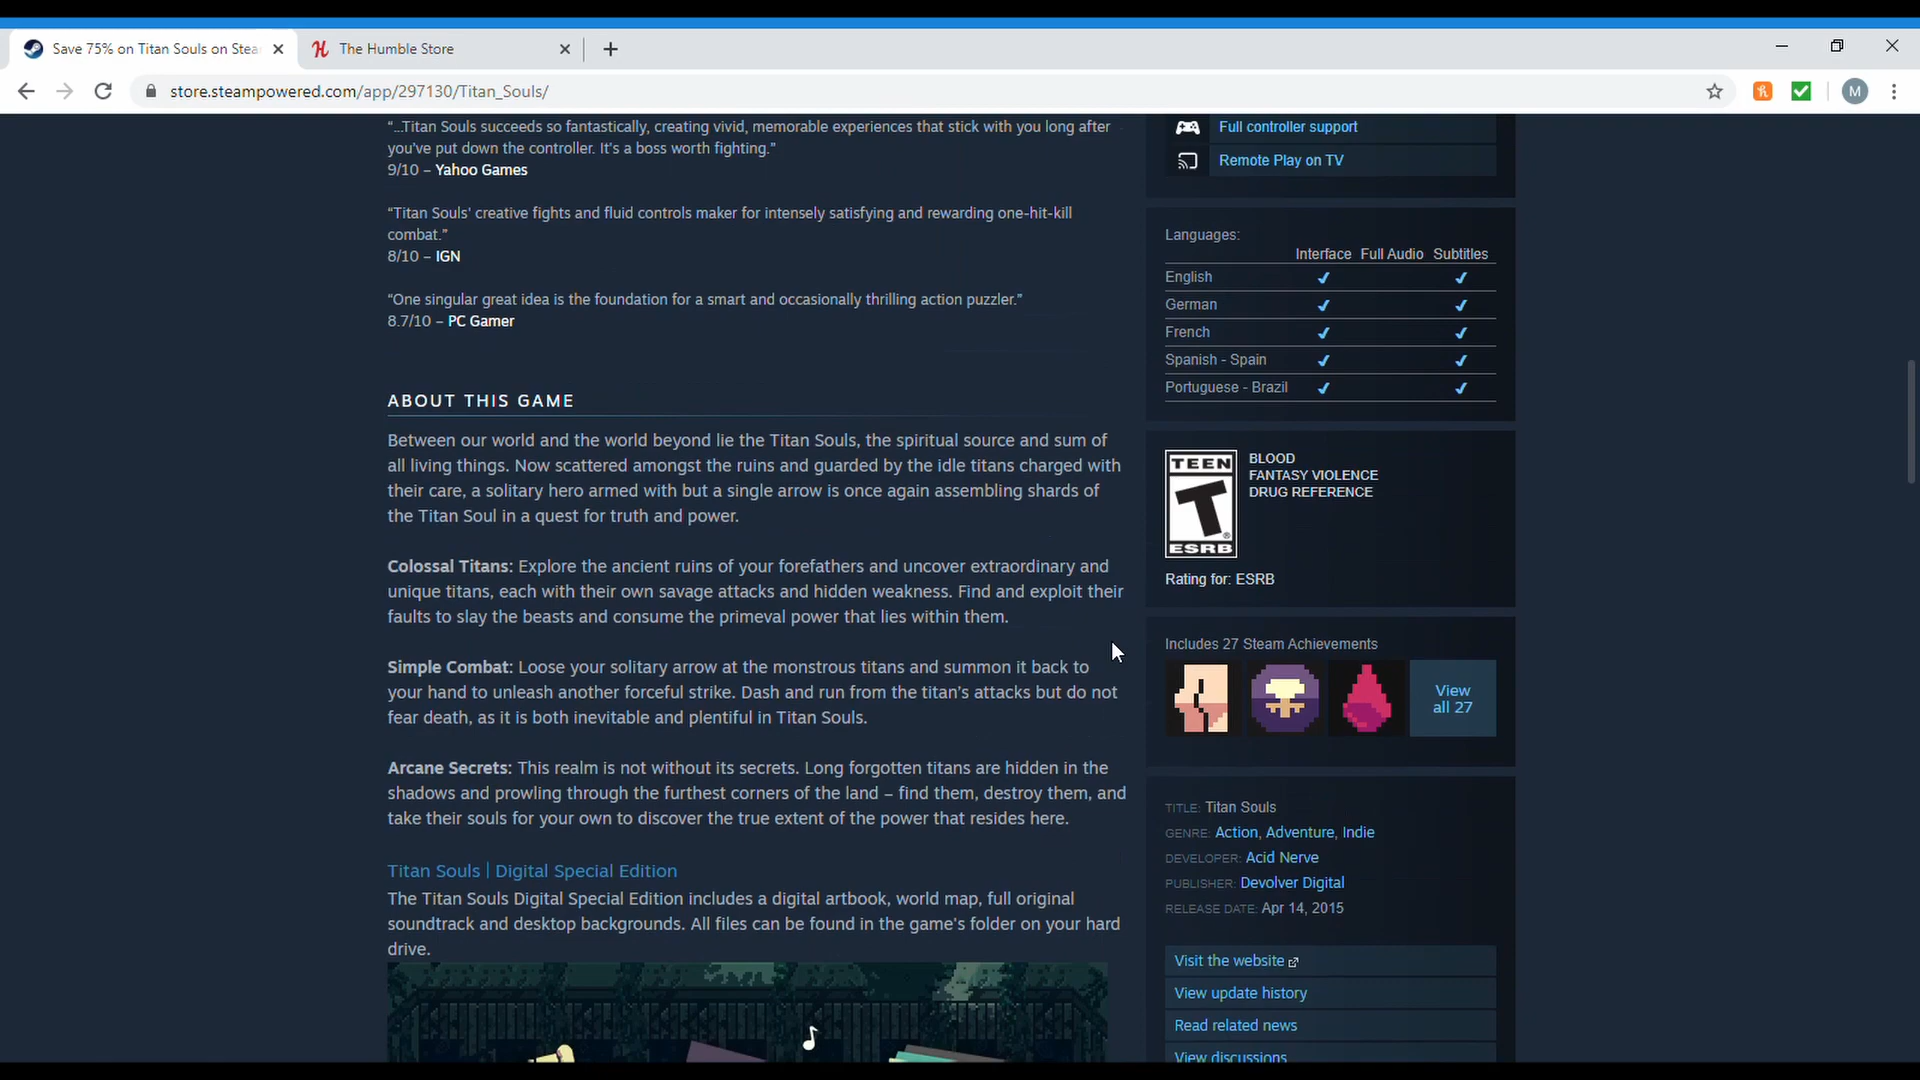 Save 75% on Titan Souls on Stea
The Humble Store
store.steampowered.com/app/297130/Titan_Souls/
M
“...Titan Souls succeeds so fantastically, creating vivid, memorable experiences that stick with you long after
you've put down the controller. It's a boss worth fighting.”
9/10 – Yahoo Games
“Titan Souls' creative fights and fluid controls maker for intensely satisfying and rewarding one-hit-kill
combat.”
8/10 – IGN
“One singular great idea is the foundation for a smart and occasionally thrilling action puzzler.”
8.7/10 – PC Gamer
ABOUT THIS GAME
Between our world and the world beyond lie the Titan Souls, the spiritual source and sum of
all living things. Now scattered amongst the ruins and guarded by the idle titans charged with
their care, a solitary hero armed with but a single arrow is once again assembling shards of
the Titan Soul in a quest for truth and power.
Colossal Titans: Explore the ancient ruins of your forefathers and uncover extraordinary and
unique titans, each with their own savage attacks and hidden weakness. Find and exploit their
faults to slay the beasts and consume the primeval power that lies within them.
Simple Combat: Loose your solitary arrow at the monstrous titans and summon it back to
your hand to unleash another forceful strike. Dash and run from the titan's attacks but do not
fear death, as it is both inevitable and plentiful in Titan Souls.
Arcane Secrets: This realm is not without its secrets. Long forgotten titans are hidden in the
shadows and prowling through the furthest corners of the land – find them, destroy them, and
take their souls for your own to discover the true extent of the power that resides here.
Titan Souls | Digital Special Edition
The Titan Souls Digital Special Edition includes a digital artbook, world map, full original
soundtrack and desktop backgrounds. All files can be found in the game's folder on your hard
drive.
Full controller support
Remote Play on TV
Languages:
Interface Full Audio Subtitles
English ✔ ✔
German ✔ ✔
French ✔ ✔
Spanish - Spain ✔ ✔
Portuguese - Brazil ✔ ✔
TEEN
T
ESRB
BLOOD
FANTASY VIOLENCE
DRUG REFERENCE
Rating for: ESRB
Includes 27 Steam Achievements
View
all 27
TITLE: Titan Souls
GENRE: Action, Adventure, Indie
DEVELOPER: Acid Nerve
PUBLISHER: Devolver Digital
RELEASE DATE: Apr 14, 2015
Visit the website
View update history
Read related news
View discussions